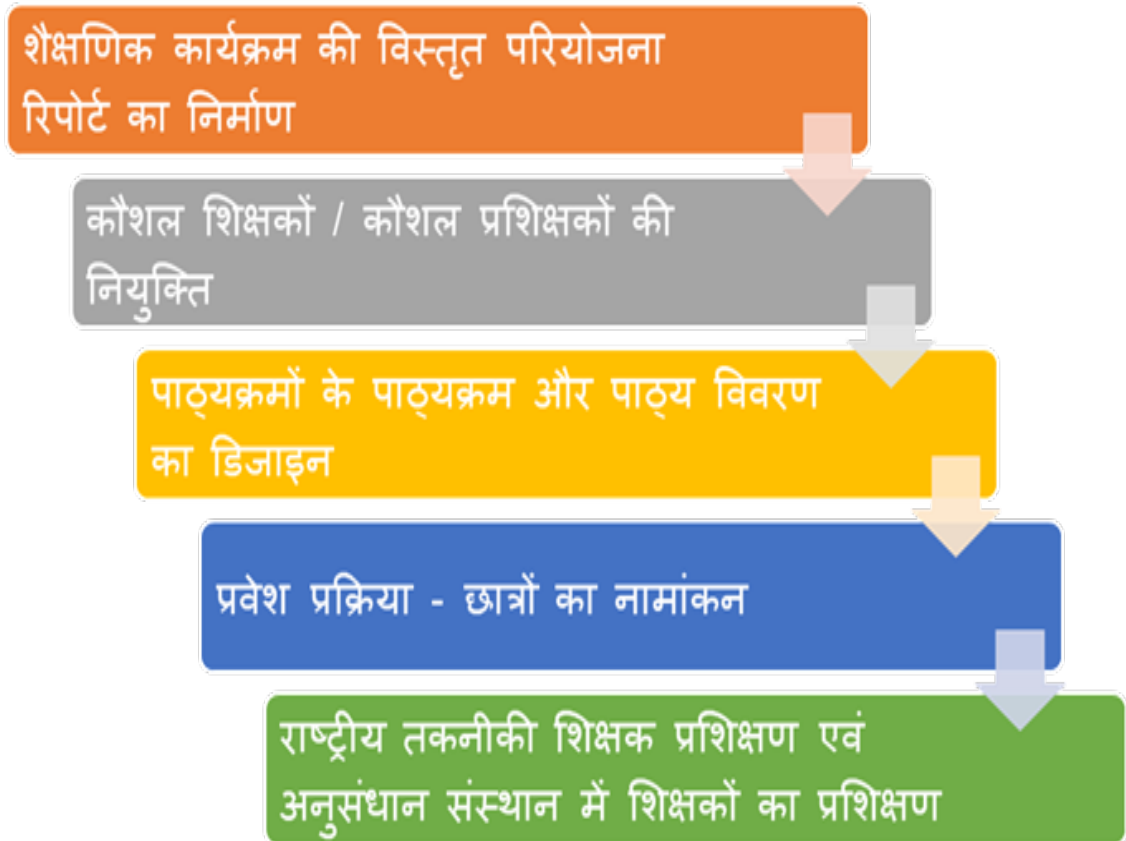 शैक्षणिक कार्यक्रम की विस्तृत परियोजना
रिपोर्ट का निर्माण
कौशल शिक्षकों / कौशल प्रशिक्षकों की
नियुक्ति
पाठ्यक्रमों के पाठ्यक्रम और पाठ्य विवरण
का डिजाइन
प्रवेश प्रक्रिया - छात्रों का नामांकन
राष्ट्रीय तकनीकी शिक्षक प्रशिक्षण एवं
अनुसंधान संस्थान में शिक्षकों का प्रशिक्षण